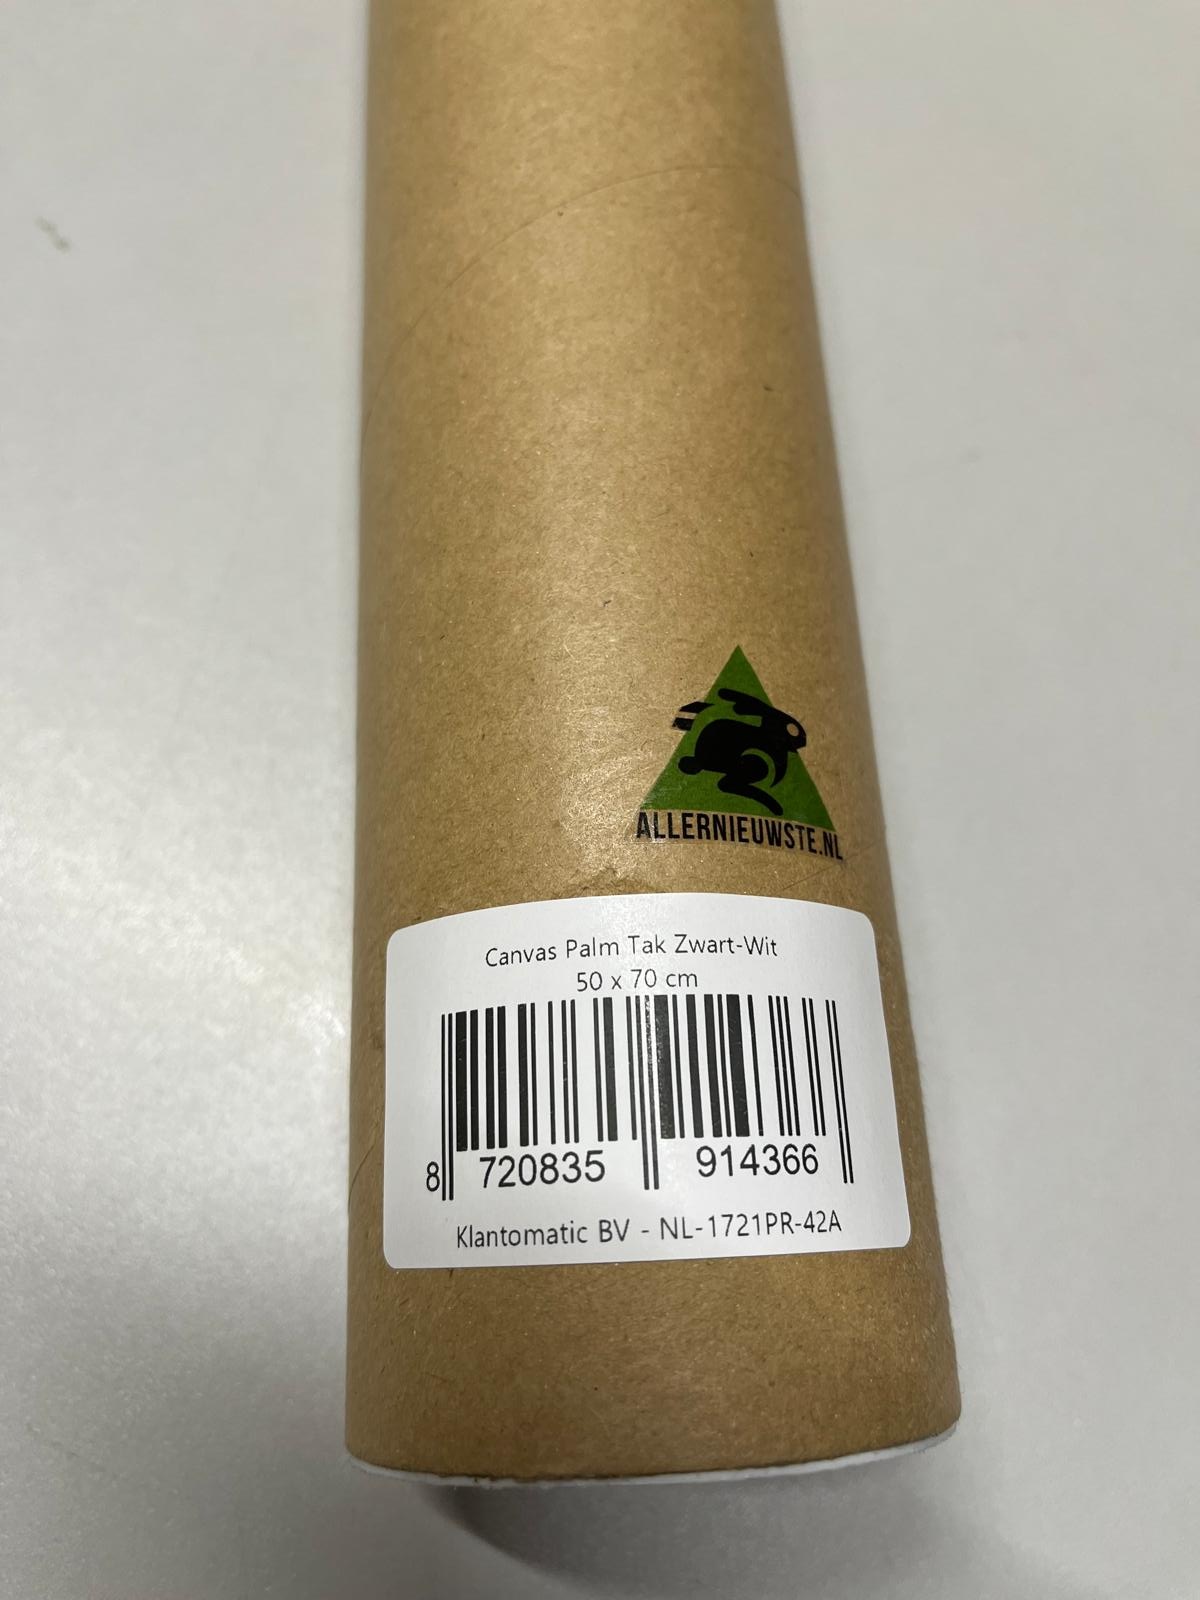 ALLERNIEUWSTE.NL
Canvas Palm Tak Zwart-Wit
50 x 70 cm
8 720835 914366
Klantomatic BV - NL-1721PR-42A